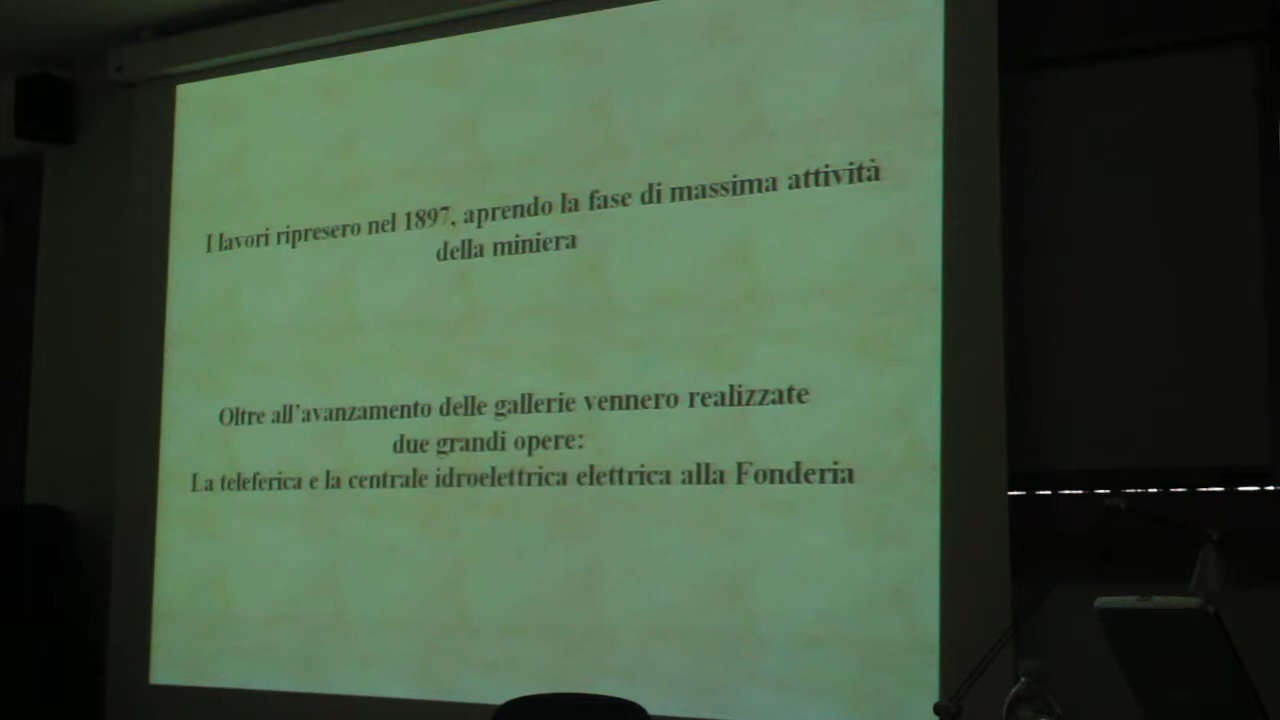 I lavori ripresero nel 1897, aprendo la fase di massima attività
della miniera
Oltre all'avanzamento delle gallerie vennero realizzate
due grandi opere:
La teleferica e la centrale idroelettrica elettrica alla Fonderia